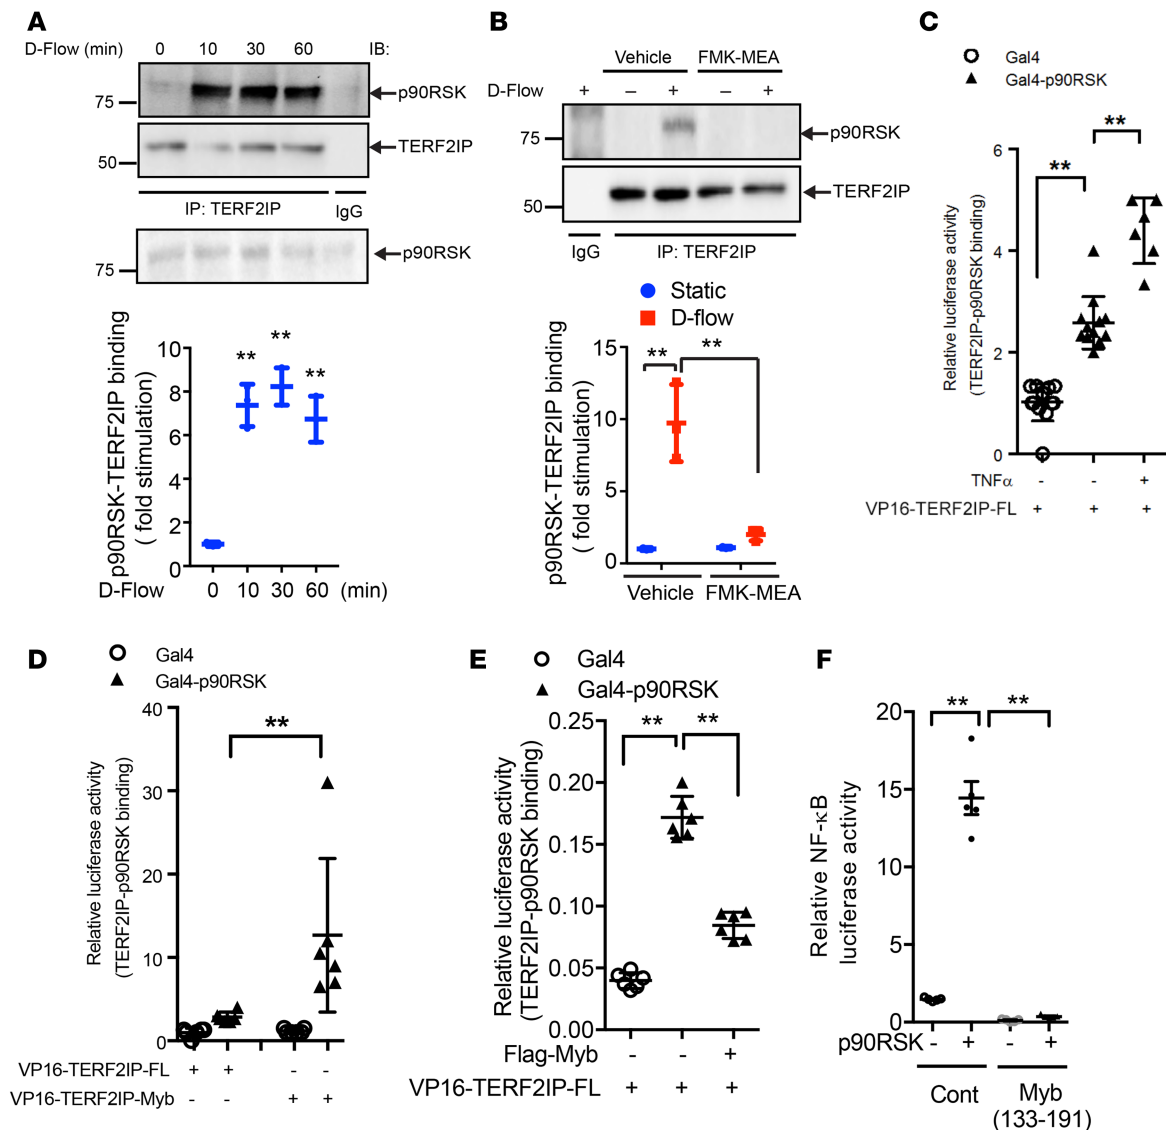 A
D-Flow (min) 0 10 30 60 IB:
75
p90RSK
50
TERF2IP
IP: TERF2IP IgG
75
p90RSK
p90RSK-TERF2IP binding
( fold stimulation)
10
8
6
4
2
0
** ** **
D-Flow 0 10 30 60 (min)
B
Vehicle FMK-MEA
D-Flow + – + – +
75
p90RSK
50
TERF2IP
IgG IP: TERF2IP
Static
D-flow
p90RSK-TERF2IP binding
( fold stimulation)
15
10
5
0
** **
Vehicle FMK-MEA
C
Gal4
Gal4-p90RSK
Relative luciferase activity
(TERF2IP-p90RSK binding)
6
4
2
0
** **
TNFα - - +
VP16-TERF2IP-FL + + +
D
Gal4
Gal4-p90RSK
Relative luciferase activity
(TERF2IP-p90RSK binding)
40
30
20
10
0
**
VP16-TERF2IP-FL + + - -
VP16-TERF2IP-Myb - - + +
E
Gal4
Gal4-p90RSK
Relative luciferase activity
(TERF2IP-p90RSK binding)
0.25
0.20
0.15
0.10
0.05
0.00
** **
Flag-Myb - - +
VP16-TERF2IP-FL + + +
F
Relative NF-κB
luciferase activity
20
15
10
5
0
** **
p90RSK - + - +
Cont Myb
(133-191)